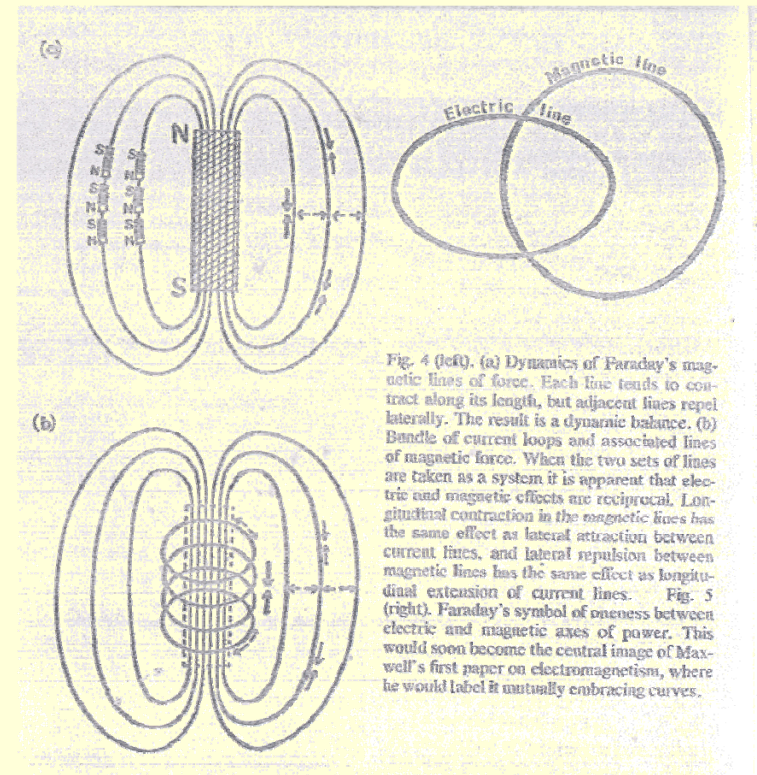 (c)
Magnetic line
Electric line
N
S
S
N
S
N
S
N
S
N
S
N
S
N
(b)
Fig. 4 (left). (a) Dynamics of Faraday's mag-
netic lines of force. Each line tends to con-
tract along its length, but adjacent lines repel
laterally. The result is a dynamic balance. (b)
Bundle of current loops and associated lines
of magnetic force. When the two sets of lines
are taken as a system it is apparent that elec-
tric and magnetic effects are reciprocal. Lon-
gitudinal contraction in the magnetic lines has
the same effect as lateral attraction between
current lines, and lateral repulsion between
magnetic lines has the same effect as longitu-
dinal extension of current lines. Fig. 5
(right). Faraday's symbol of oneness between
electric and magnetic axes of power. This
would soon become the central image of Max-
well's first paper on electromagnetism, where
he would label it mutually embracing curves.